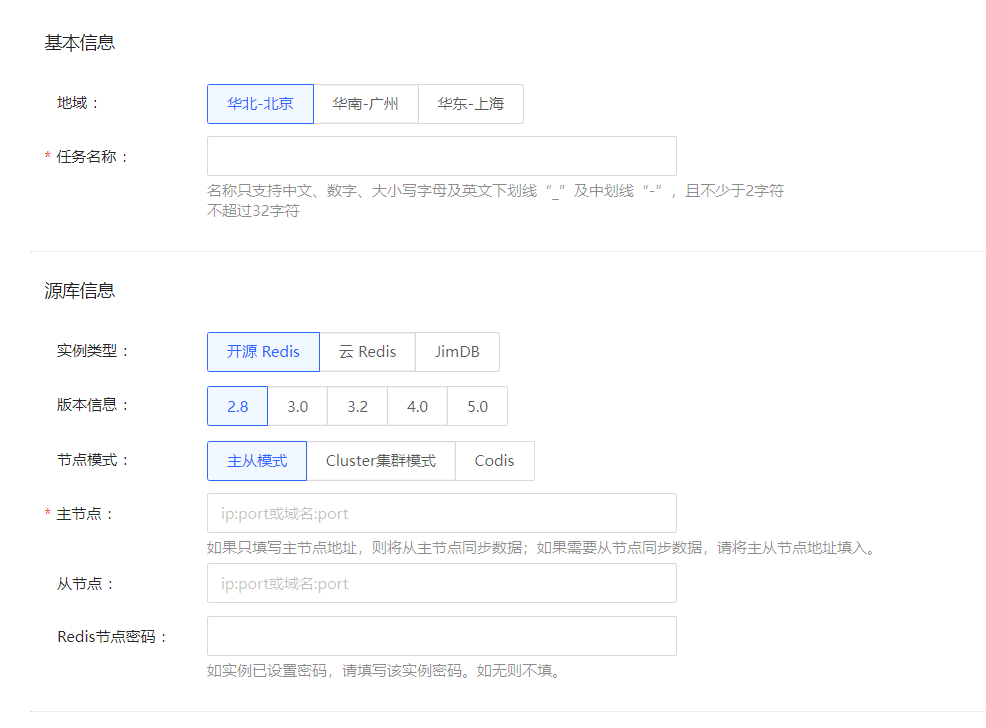 基本信息
地域：
华北-北京 华南-广州 华东-上海
* 任务名称：
名称只支持中文、数字、大小写字母及英文下划线“_”及中划线“-”，且不少于2字符
不超过32字符
源库信息
实例类型：
开源 Redis 云 Redis JimDB
版本信息：
2.8 3.0 3.2 4.0 5.0
节点模式：
主从模式 Cluster集群模式 Codis
* 主节点：
ip:port或域名:port
如果只填写主节点地址，则将从主节点同步数据；如果需要从节点同步数据，请将主从节点地址填入。
从节点：
ip:port或域名:port
Redis节点密码：
如实例已设置密码，请填写该实例密码。如无则不填。